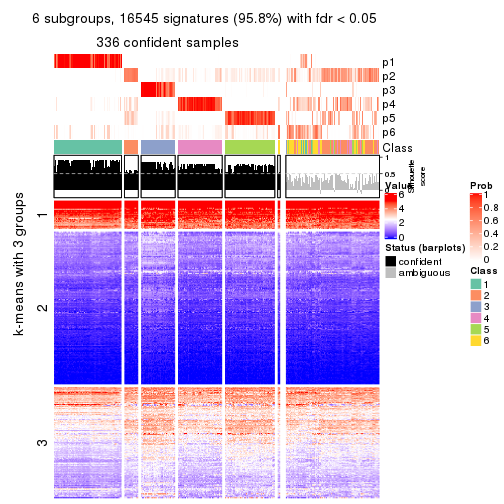 6 subgroups, 16545 signatures (95.8%) with fdr < 0.05
336 confident samples
p1
p2
p3
p4
p5
p6
Class
1
0.5
0
Silhouette
score
k-means with 3 groups
1
2
3
Value
6
4
2
0
Status (barplots)
confident
ambiguous
Prob
1
0.8
0.6
0.4
0.2
0
Class
1
2
3
4
5
6